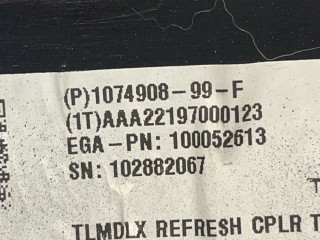 (P)1074908-99-F
(1T)AAA22197000123
EGA-PN: 100052613
SN: 102882067
TLMDLX REFRESH CPLR